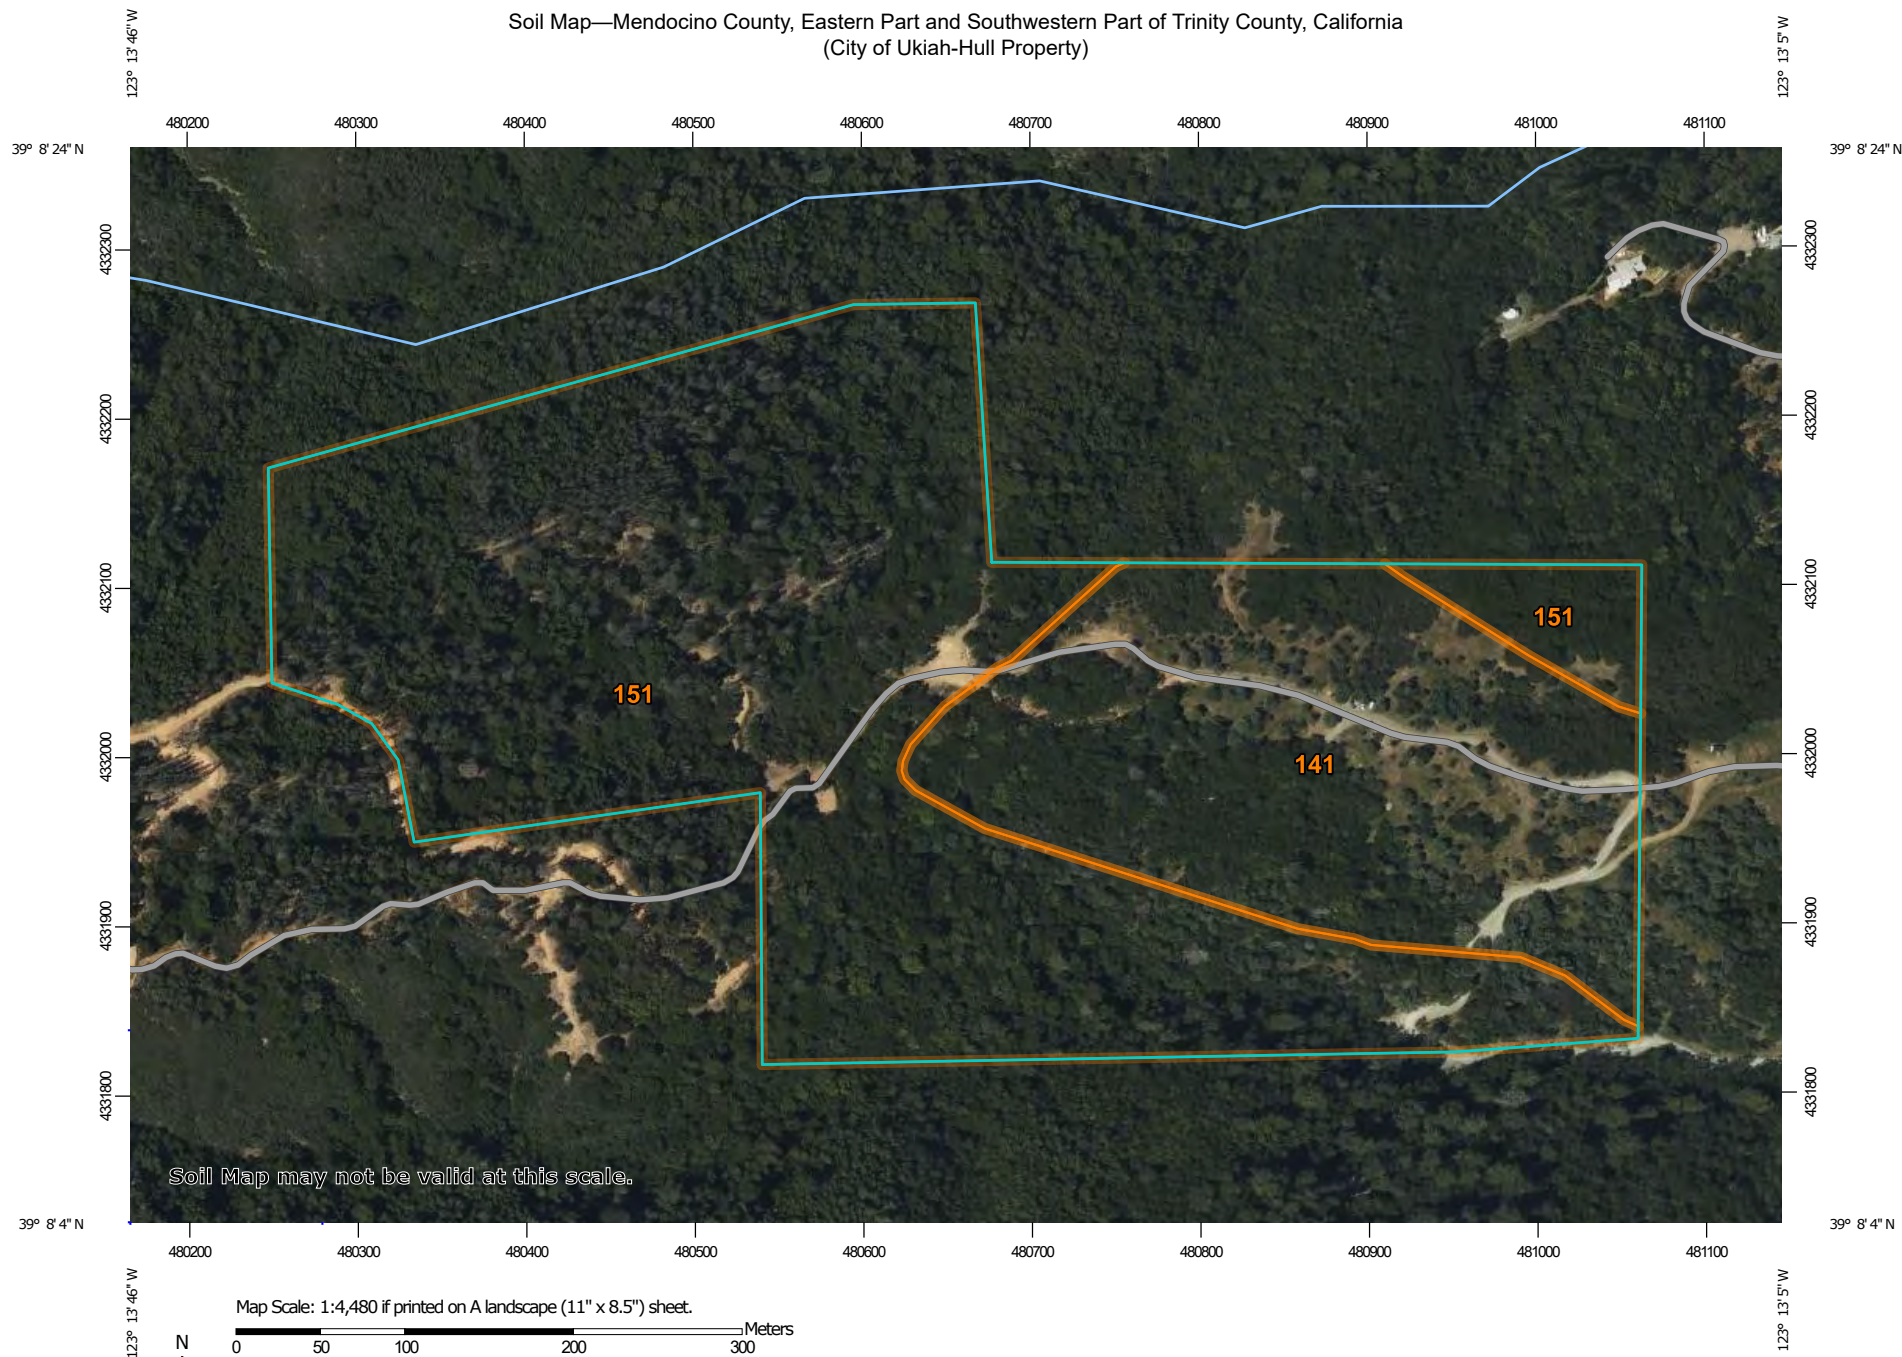 Soil Map—Mendocino County, Eastern Part and Southwestern Part of Trinity County, California
(City of Ukiah-Hull Property)
123° 13' 46" W
123° 13' 5" W
480200 480300 480400 480500 480600 480700 480800 480900 481000 481100
39° 8' 24" N
39° 8' 24" N
4332300
4332300
4332200
4332200
4332100
4332100
151
151
4332000
4332000
141
4331900
4331900
4331800
4331800
Soil Map may not be valid at this scale.
39° 8' 4" N
39° 8' 4" N
480200 480300 480400 480500 480600 480700 480800 480900 481000 481100
123° 13' 46" W
123° 13' 5" W
Map Scale: 1:4,480 if printed on A landscape (11" x 8.5") sheet.
Meters
N
0 50 100 200 300